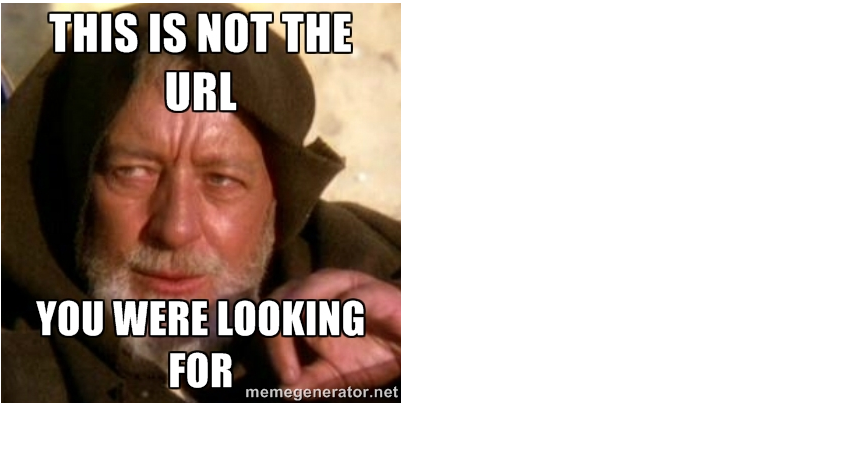 THIS IS NOT THE
URL
YOU WERE LOOKING
FOR
memegenerator.net